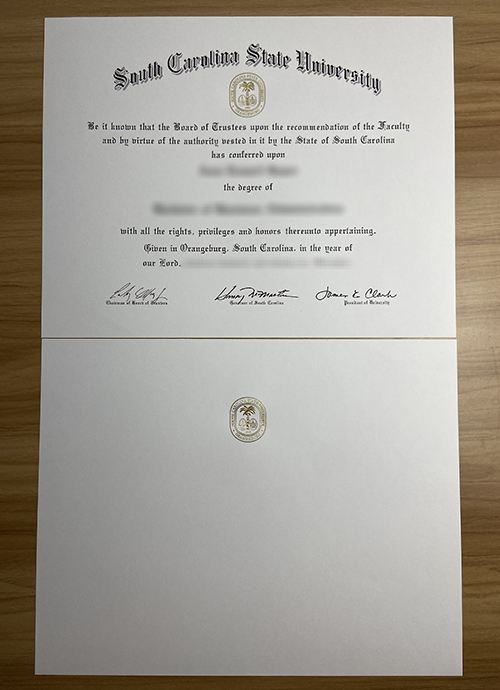 South Carolina State University
Be it known that the Board of Trustees upon the recommendation of the Faculty
and by virtue of the authority vested in it by the State of South Carolina
has conferred upon
the degree of
with all the rights, privileges and honors thereunto appertaining.
Given in Orangeburg, South Carolina, in the year of
our Lord,
Chairman of Board of Trustees
Governor of South Carolina
James E. Clark
President of University